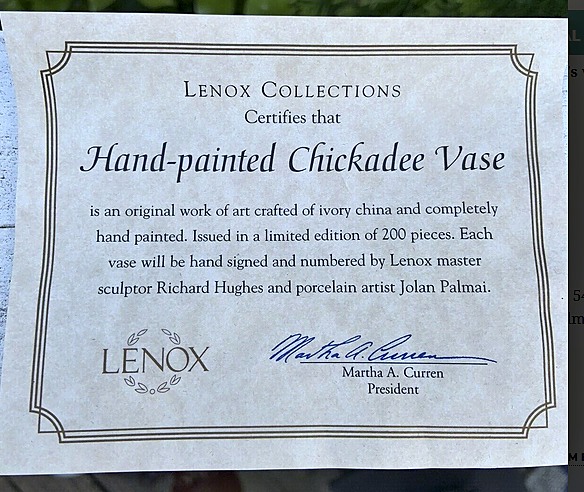 LENOX COLLECTIONS
Certifies that
Hand-painted Chickadee Vase
is an original work of art crafted of ivory china and completely
hand painted. Issued in a limited edition of 200 pieces. Each
vase will be hand signed and numbered by Lenox master
sculptor Richard Hughes and porcelain artist Jolan Palmai.
LENOX
Martha A. Curren
Martha A. Curren
President